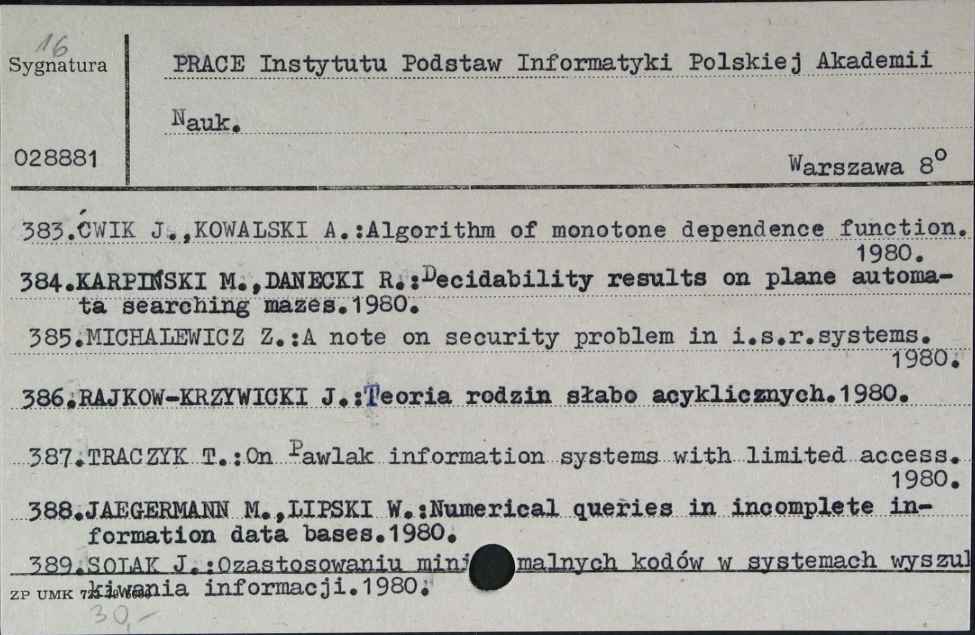 16
Sygnatura
PRACE Instytutu Podstaw Informatyki Polskiej Akademii
Nauk.
028881
Warszawa 8°
383.ĆWIK J.,KOWALSKI A.:Algorithm of monotone dependence function.
1980.
384.KARPIŃSKI M.,DANECKI R.:Decidability results on plane automa-
ta searching mazes.1980.
385.MICHALEWICZ Z.:A note on security problem in i.s.r.systems.
1980.
386.RAJKOW-KRZYWICKI J.:Teoria rodzin słabo acyklicznych.1980.
387.TRACZYK T.:On Pawlak information systems with limited access.
1980.
388.JAEGERMANN M.,LIPSKI W.:Numerical queries in incomplete in-
formation data bases.1980.
389.SOLAK J.:Ozastosowaniu mini malnych kodów w systemach wyszul
kiwania informacji.1980.
ZP UMK
30,-